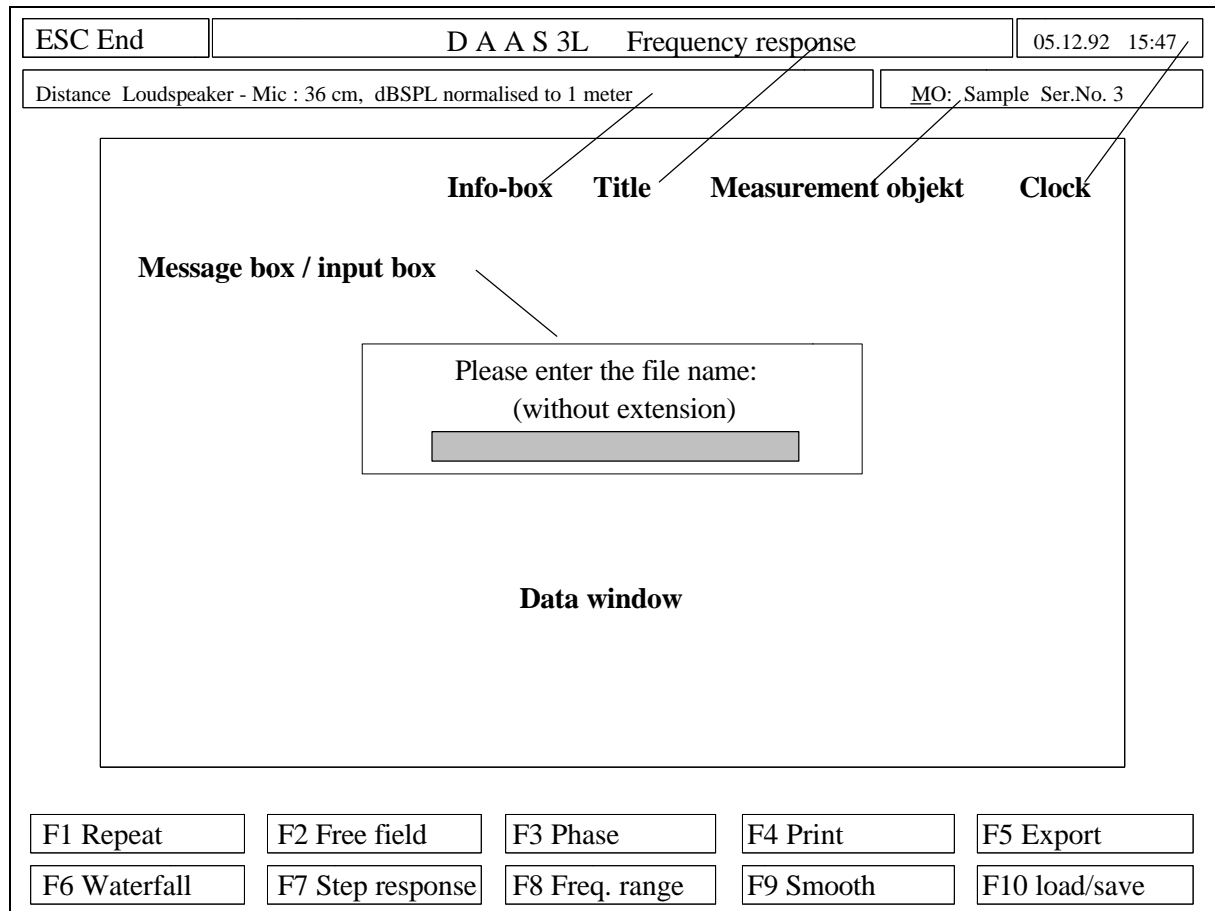 ESC End D A A S 3L Frequency response 05.12.92 15:47
Distance Loudspeaker - Mic : 36 cm, dBSPL normalised to 1 meter MO: Sample Ser.No. 3
Info-box Title Measurement objekt Clock
Message box / input box
Please enter the file name:
(without extension)
Data window
F1 Repeat F2 Free field F3 Phase F4 Print F5 Export
F6 Waterfall F7 Step response F8 Freq. range F9 Smooth F10 load/save